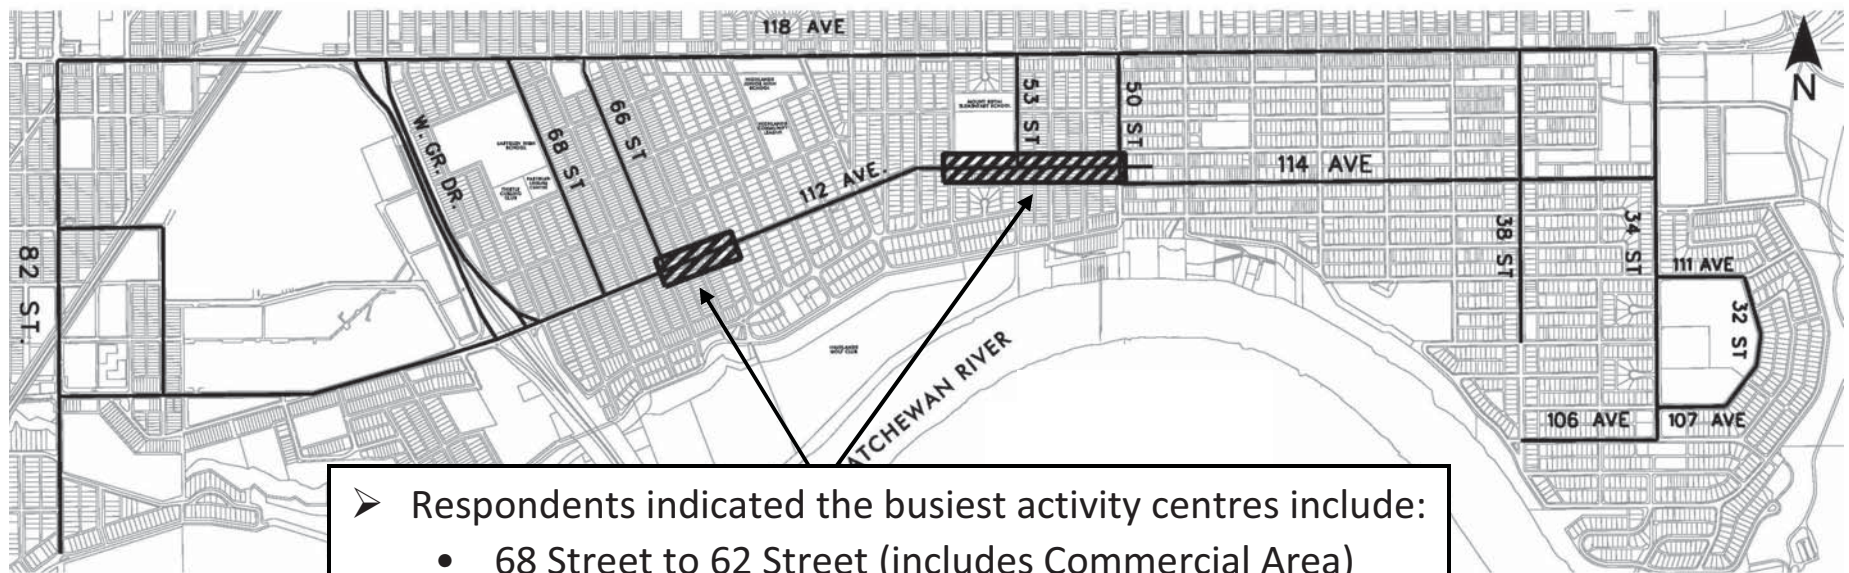 118 AVE
N
53 ST
50 ST
W. GR. DR.
68 ST
66 ST
112 AVE.
114 AVE
82 ST.
38 ST
34 ST
111 AVE
32 ST
ATCHEWAN RIVER
106 AVE
107 AVE
➢ Respondents indicated the busiest activity centres include:
• 68 Street to 62 Street (includes Commercial Area)